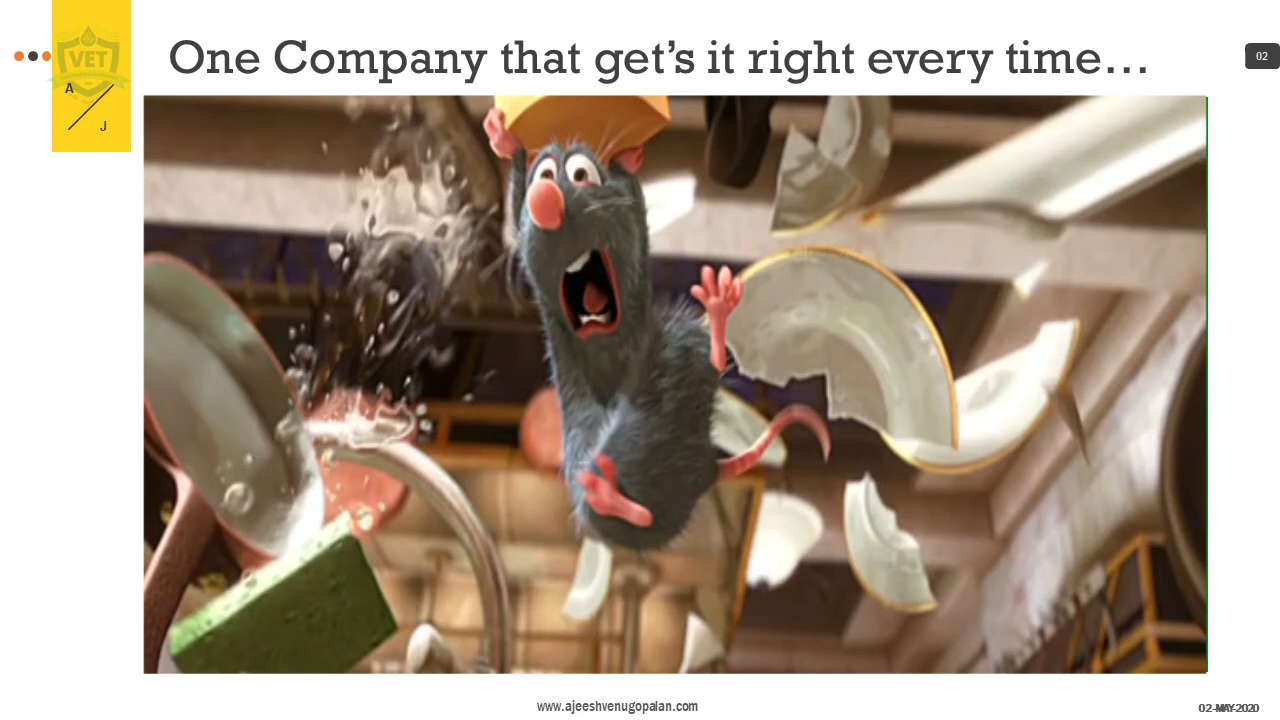 One Company that get's it right every time...
02
VET
A
J
www.ajeeshvenugopalan.com
02-MAY-2020